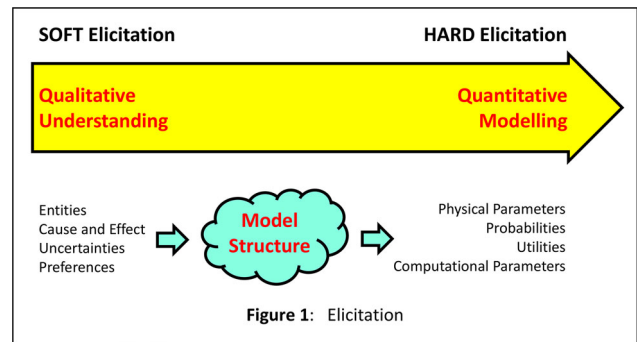 SOFT Elicitation
HARD Elicitation
Qualitative
Understanding
Quantitative
Modelling
Entities
Cause and Effect
Uncertainties
Preferences
Model
Structure
Physical Parameters
Probabilities
Utilities
Computational Parameters
Figure 1: Elicitation